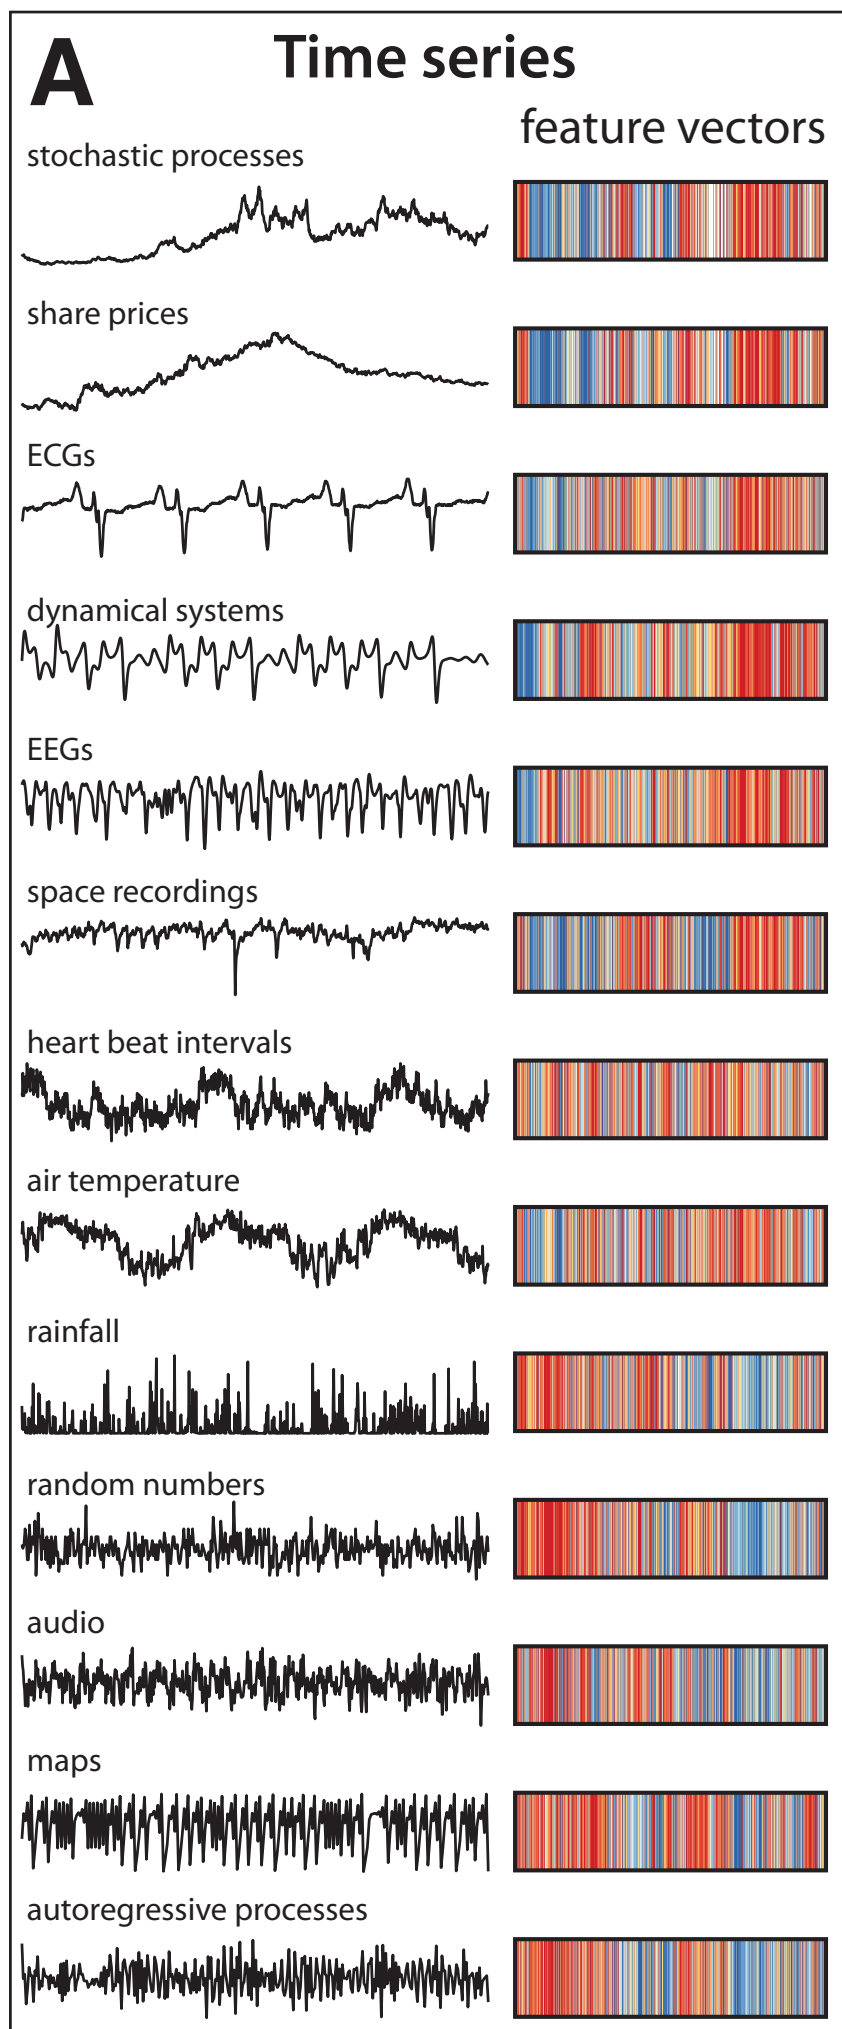 A
Time series
feature vectors
stochastic processes
share prices
ECGs
dynamical systems
EEGs
space recordings
heart beat intervals
air temperature
rainfall
random numbers
audio
maps
autoregressive processes